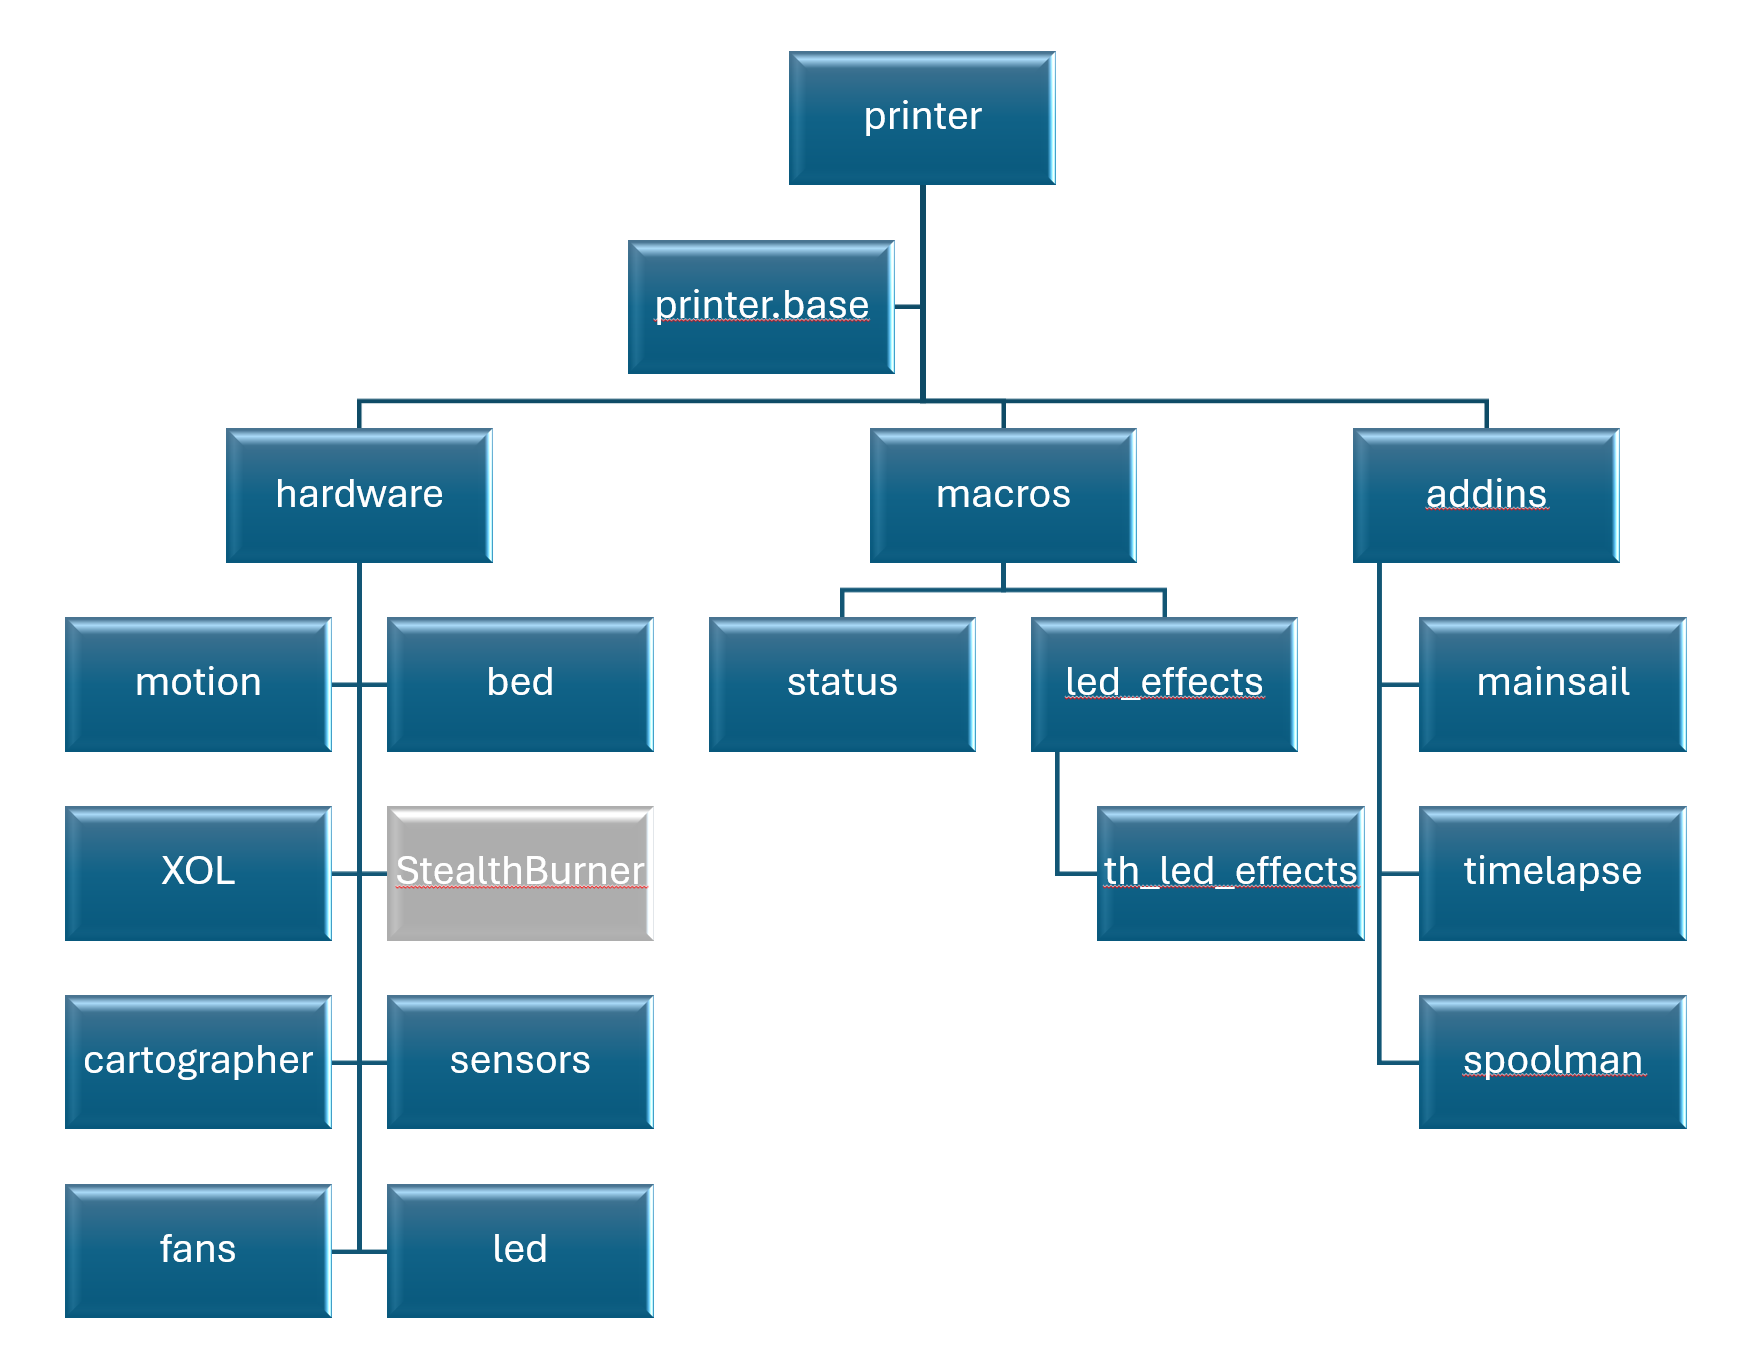 printer
printer.base
hardware
macros
addins
motion
bed
status
led_effects
mainsail
XOL
StealthBurner
th_led_effects
timelapse
cartographer
sensors
spoolman
fans
led